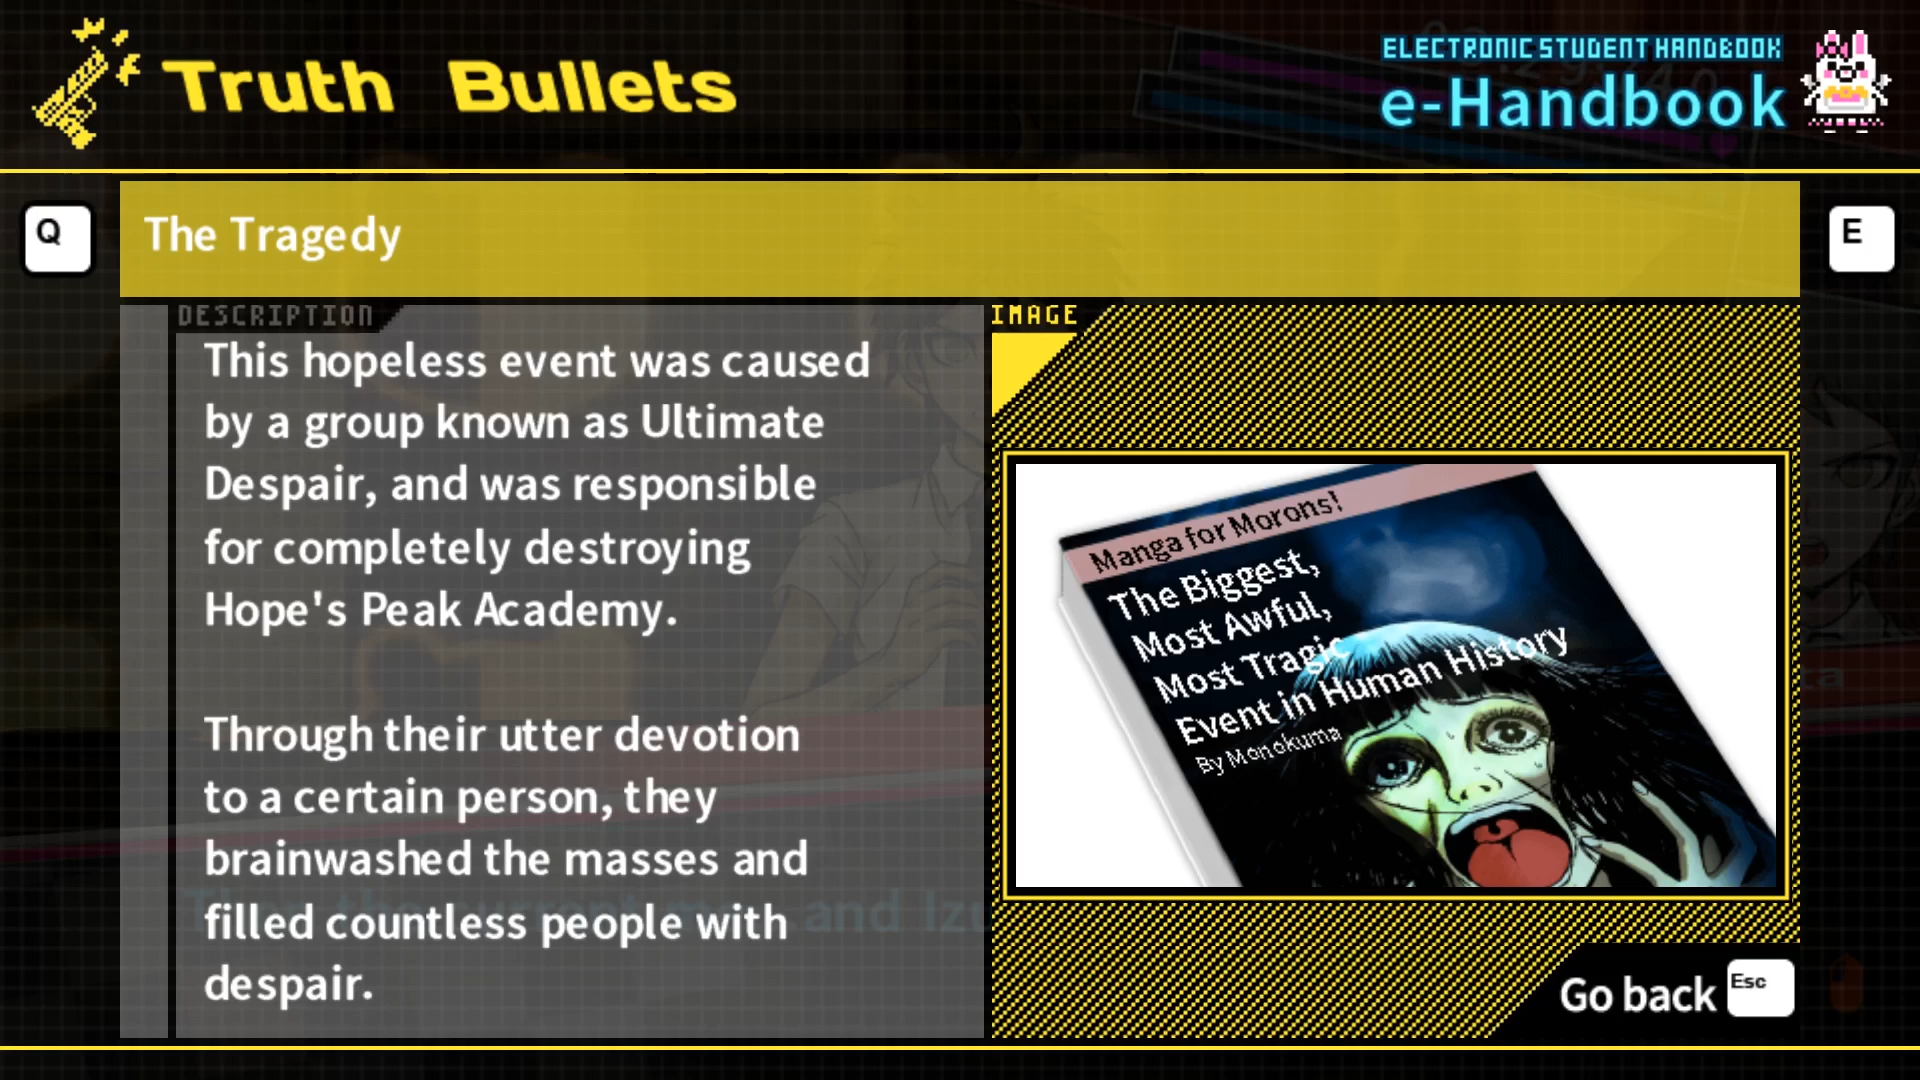 Truth Bullets
ELECTRONIC STUDENT HANDBOOK
e-Handbook
Q
The Tragedy
E
DESCRIPTION
This hopeless event was caused
by a group known as Ultimate
Despair, and was responsible
for completely destroying
Hope's Peak Academy.
Through their utter devotion
to a certain person, they
brainwashed the masses and
filled countless people with
despair.
IMAGE
Manga for Morons!
The Biggest,
Most Awful,
Most Tragic
Event in Human History
By Monokuma
Go back
Esc